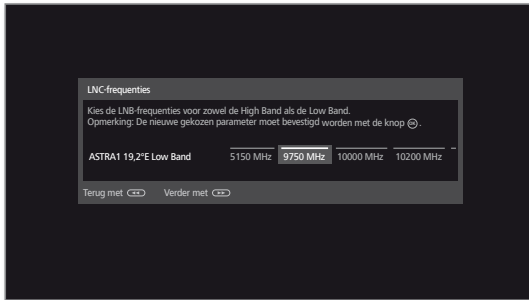 LNC-frequenties
Kies de LNB-frequenties voor zowel de High Band als de Low Band.
Opmerking: De nieuwe gekozen parameter moet bevestigd worden met de knop OK.
ASTRA1 19,2°E Low Band 5150 MHz 9750 MHz 10000 MHz 10200 MHz
Terug met Verder met